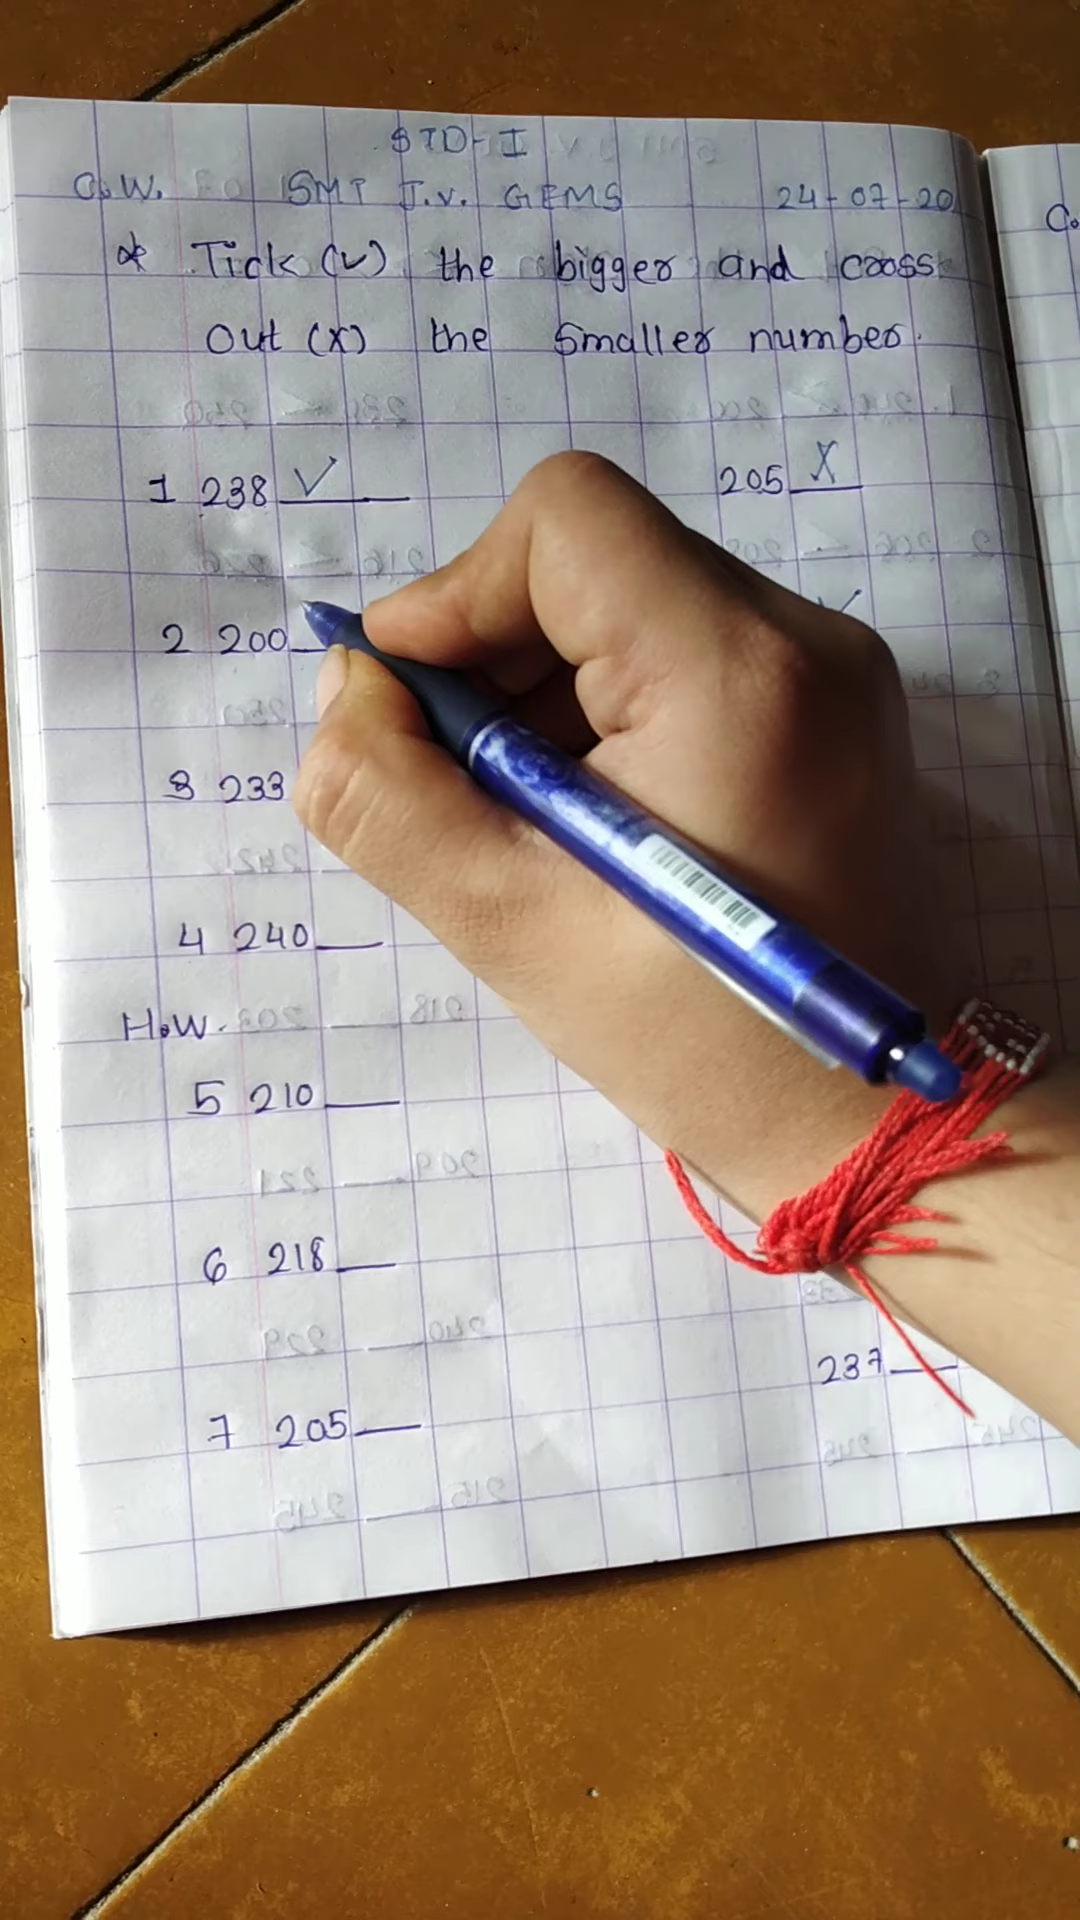 STD-I
C.W. SMT J.V. GEMS 24-07-20
* Tick (✓) the bigger and cross
Out (x) the Smaller number.
1 238 ✓ 205 X
2 200 ✓
3 233
4 240
H.W.
5 210
6 218
237
7 205